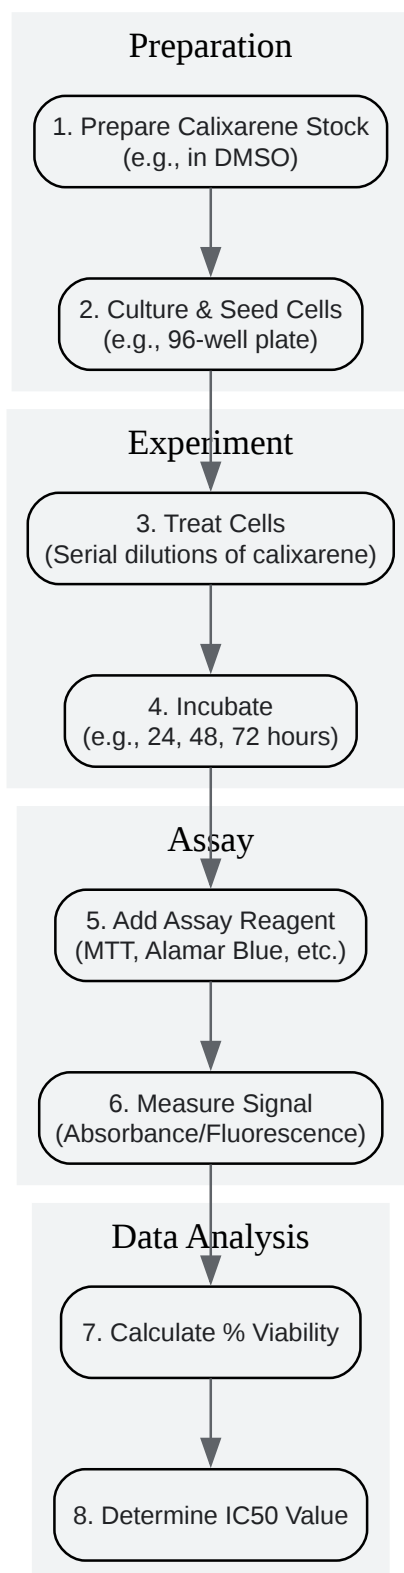 Preparation
1. Prepare Calixarene Stock
(e.g., in DMSO)
2. Culture & Seed Cells
(e.g., 96-well plate)
Experiment
3. Treat Cells
(Serial dilutions of calixarene)
4. Incubate
(e.g., 24, 48, 72 hours)
Assay
5. Add Assay Reagent
(MTT, Alamar Blue, etc.)
6. Measure Signal
(Absorbance/Fluorescence)
Data Analysis
7. Calculate % Viability
8. Determine IC50 Value